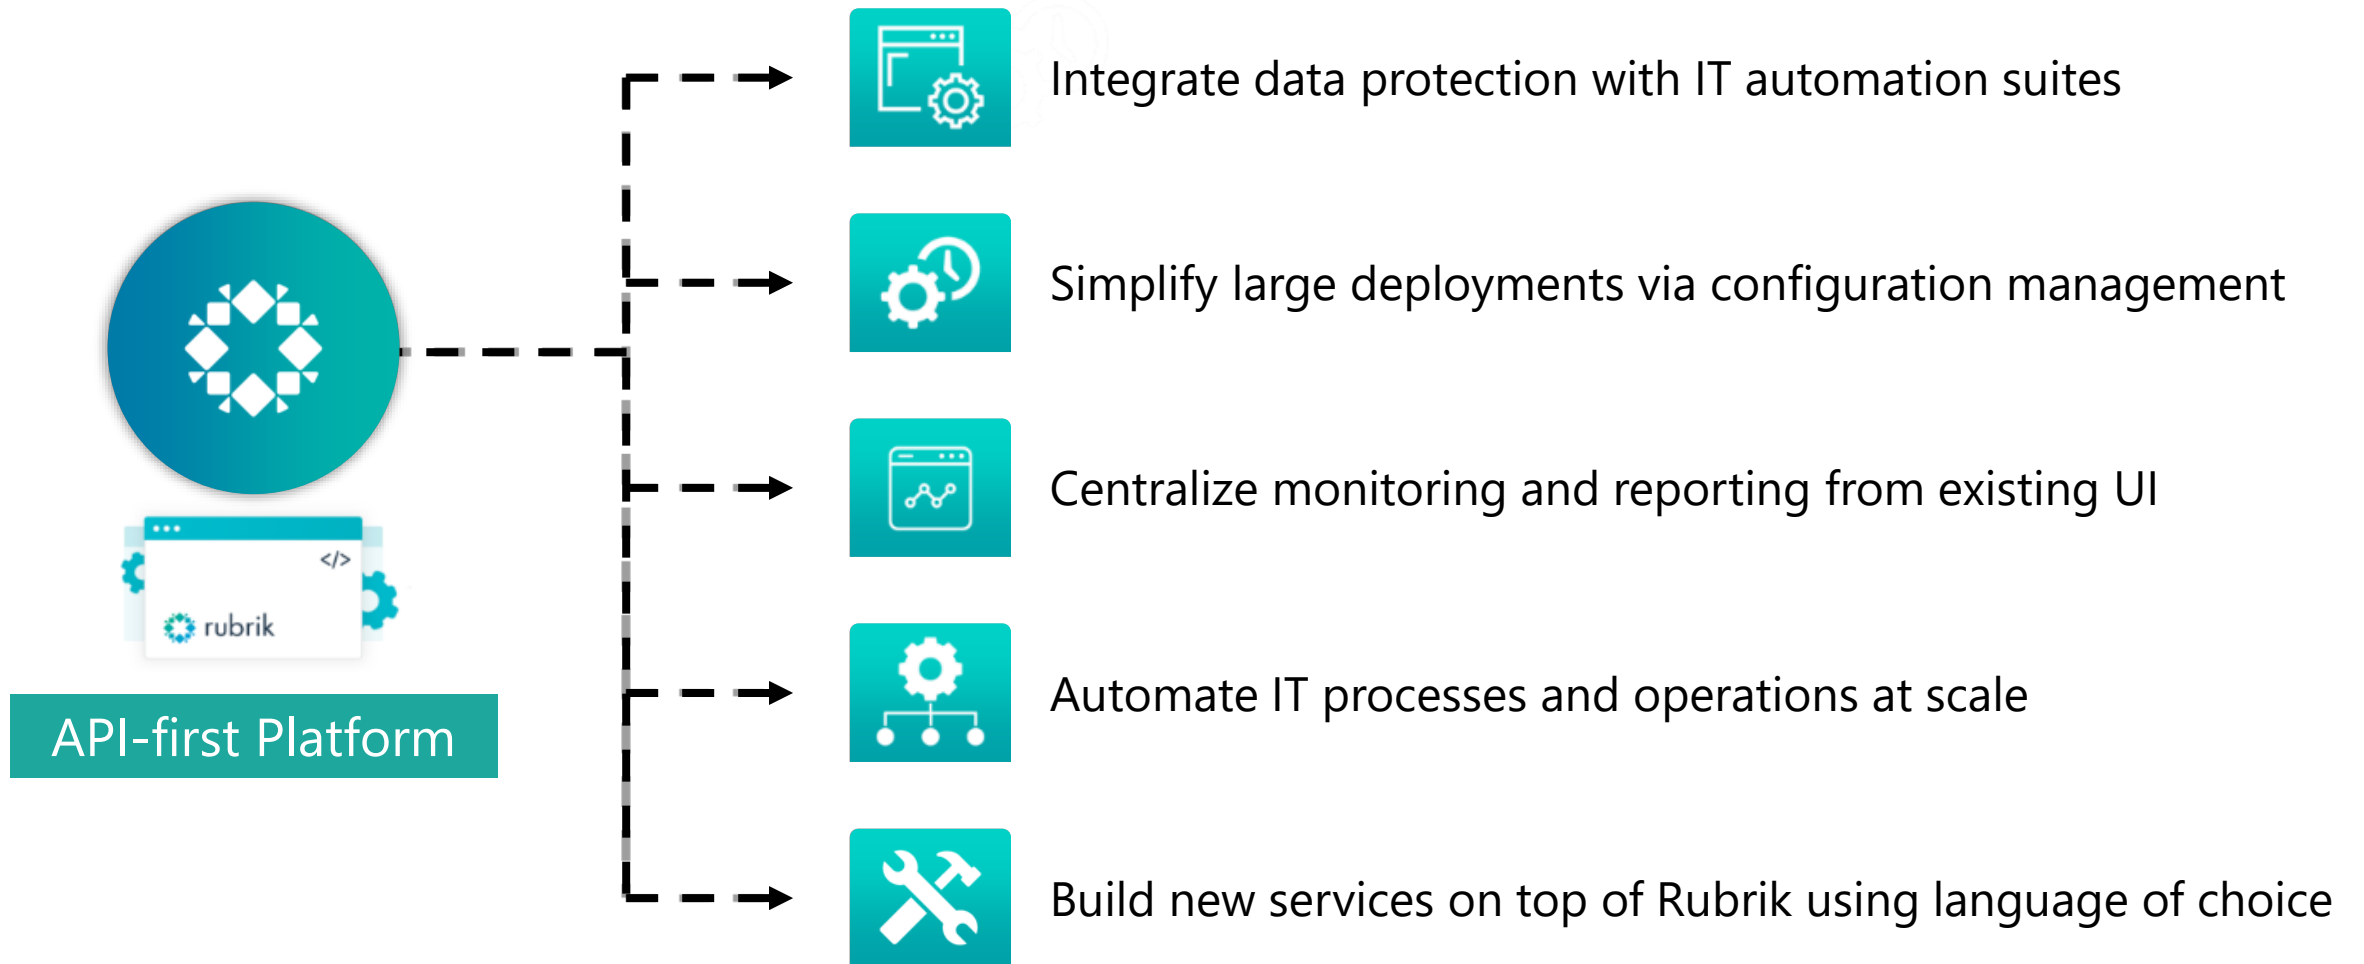 Integrate data protection with IT automation suites
Simplify large deployments via configuration management
Centralize monitoring and reporting from existing UI
</>
rubrik
API-first Platform
Automate IT processes and operations at scale
Build new services on top of Rubrik using language of choice